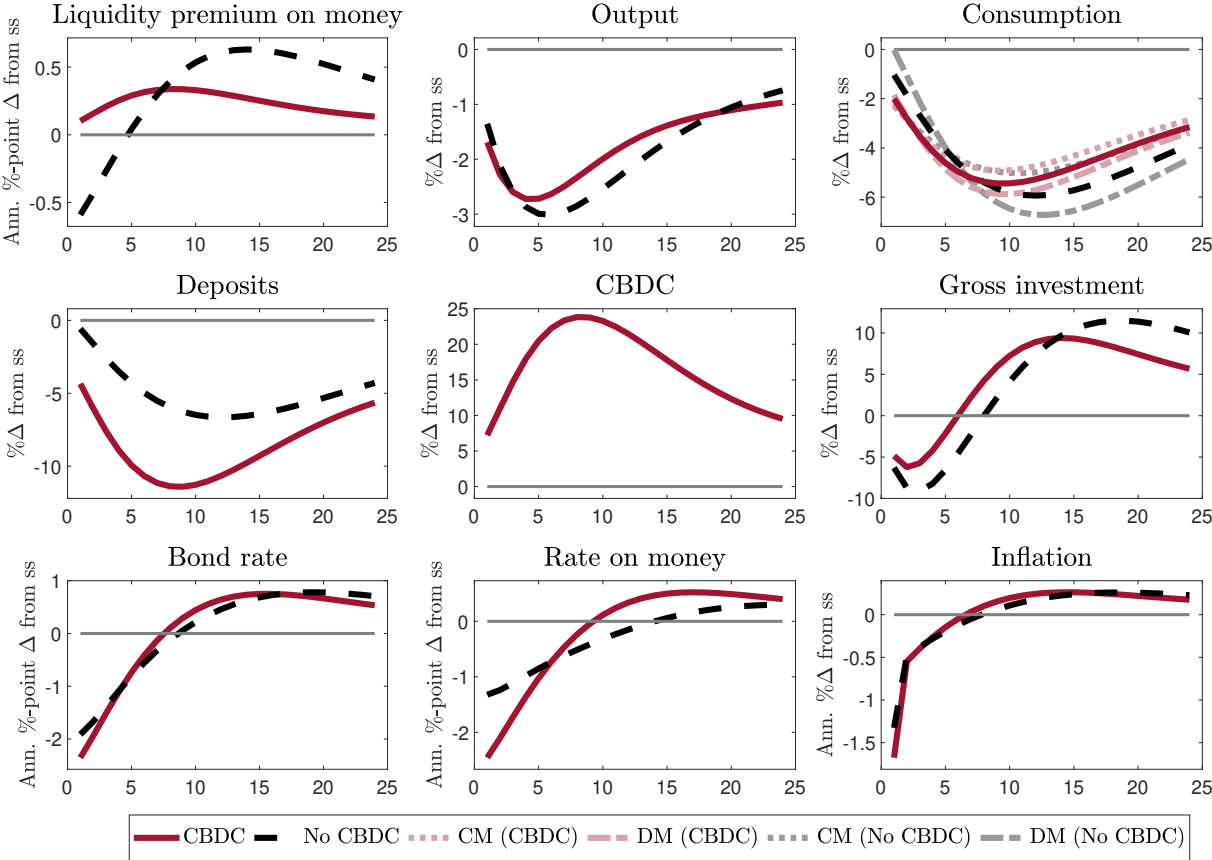 Liquidity premium on money
Output
Consumption
Ann. %-point Δ from ss
0.5
0
-0.5
0 5 10 15 20 25
%Δ from ss
0
-1
-2
-3
0 5 10 15 20 25
%Δ from ss
0
-2
-4
-6
0 5 10 15 20 25
Deposits
CBDC
Gross investment
%Δ from ss
0
-5
-10
0 5 10 15 20 25
%Δ from ss
25
20
15
10
5
0
0 5 10 15 20 25
%Δ from ss
10
5
0
-5
-10
0 5 10 15 20 25
Bond rate
Rate on money
Inflation
Ann. %-point Δ from ss
1
0
-1
-2
0 5 10 15 20 25
Ann. %-point Δ from ss
0
-1
-2
0 5 10 15 20 25
Ann. %Δ from ss
0
-0.5
-1
-1.5
0 5 10 15 20 25
CBDC No CBDC CM (CBDC) DM (CBDC) CM (No CBDC) DM (No CBDC)